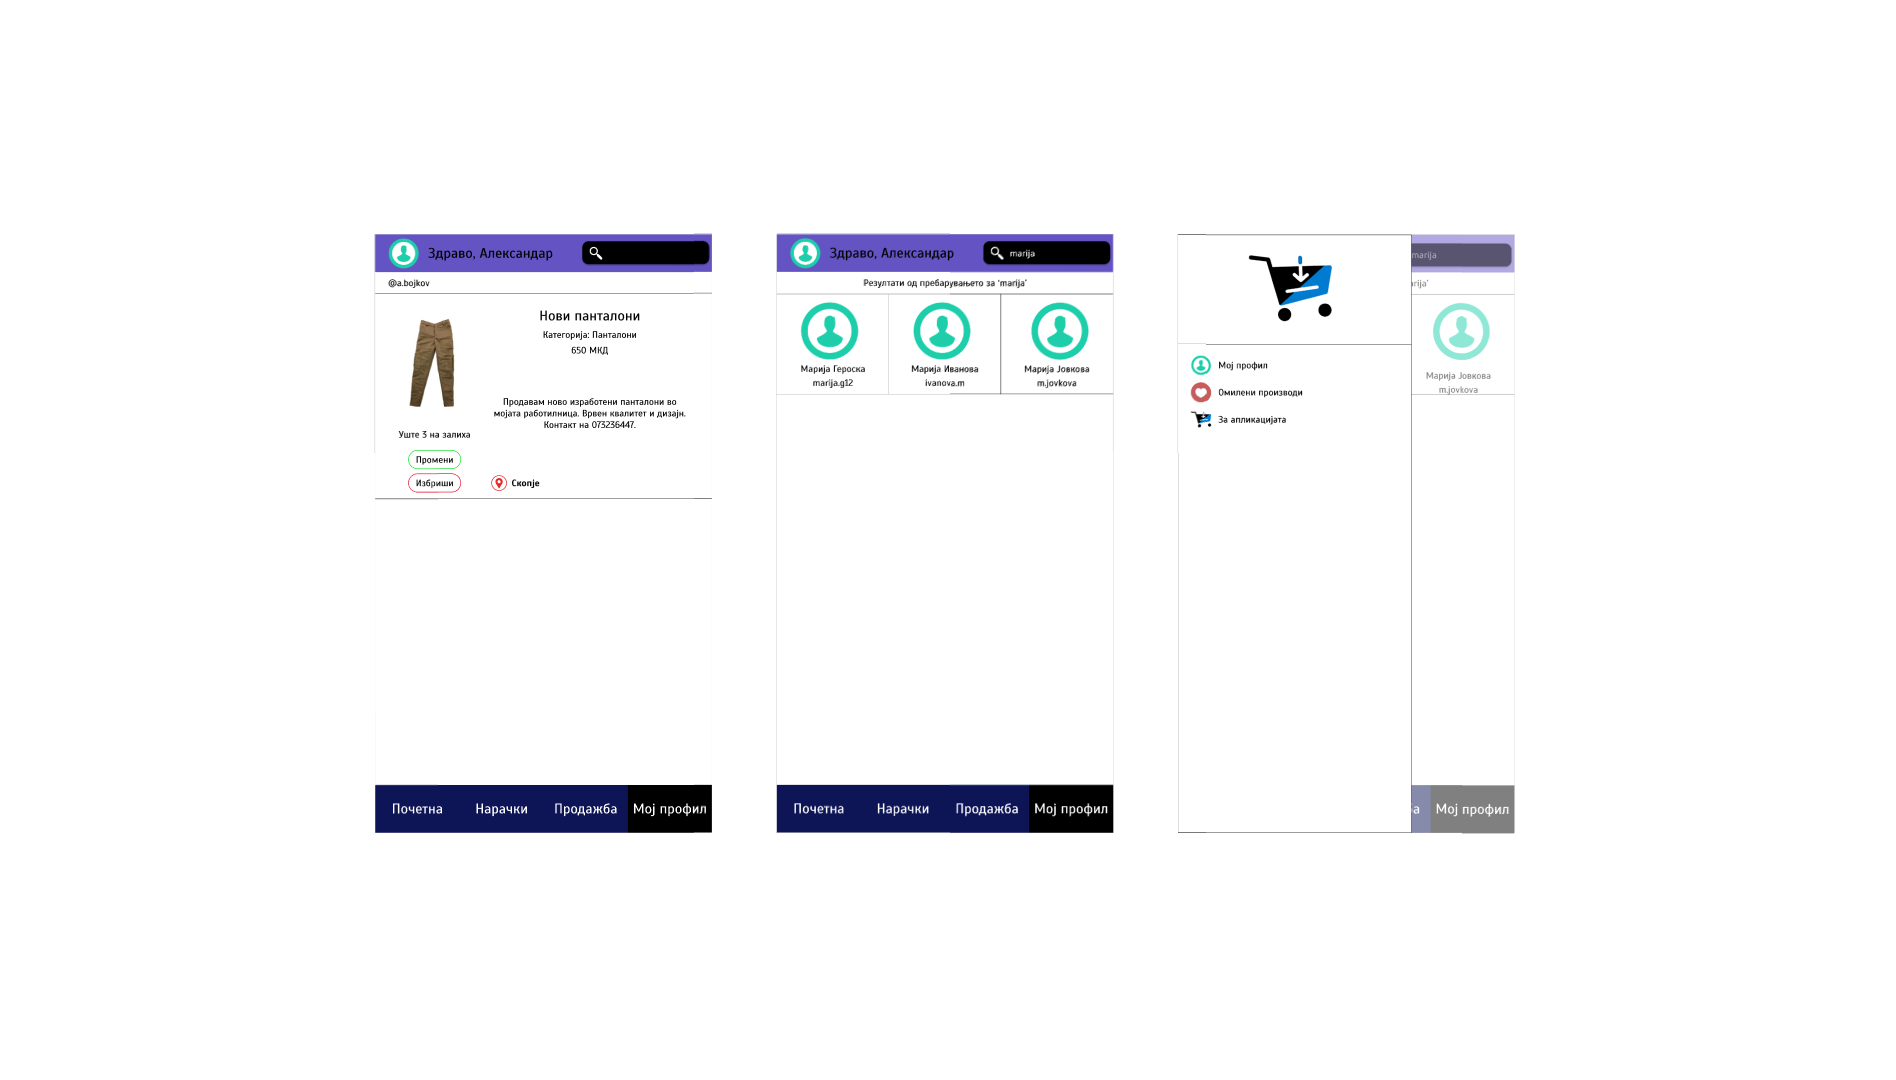 Здраво, Александар
@a.bojkov
Нови панталони
Категорија: Панталони
650 МКД
Продавам ново изработени панталони во
мојата работилница. Врвен квалитет и дизајн.
Контакт на 073236447.
Уште 3 на залиха
Промени
Избриши
Скопје
Почетна
Нарачки
Продажба
Мој профил
Здраво, Александар
marija
Резултати од пребарувањето за 'marija'
Марија Героска
marija.g12
Марија Иванова
ivanova.m
Марија Јовкова
m.jovkova
Почетна
Нарачки
Продажба
Мој профил
marija
rija'
Мој профил
Омилени производи
За апликацијата
Марија Јовкова
m.jovkova
а
Мој профил